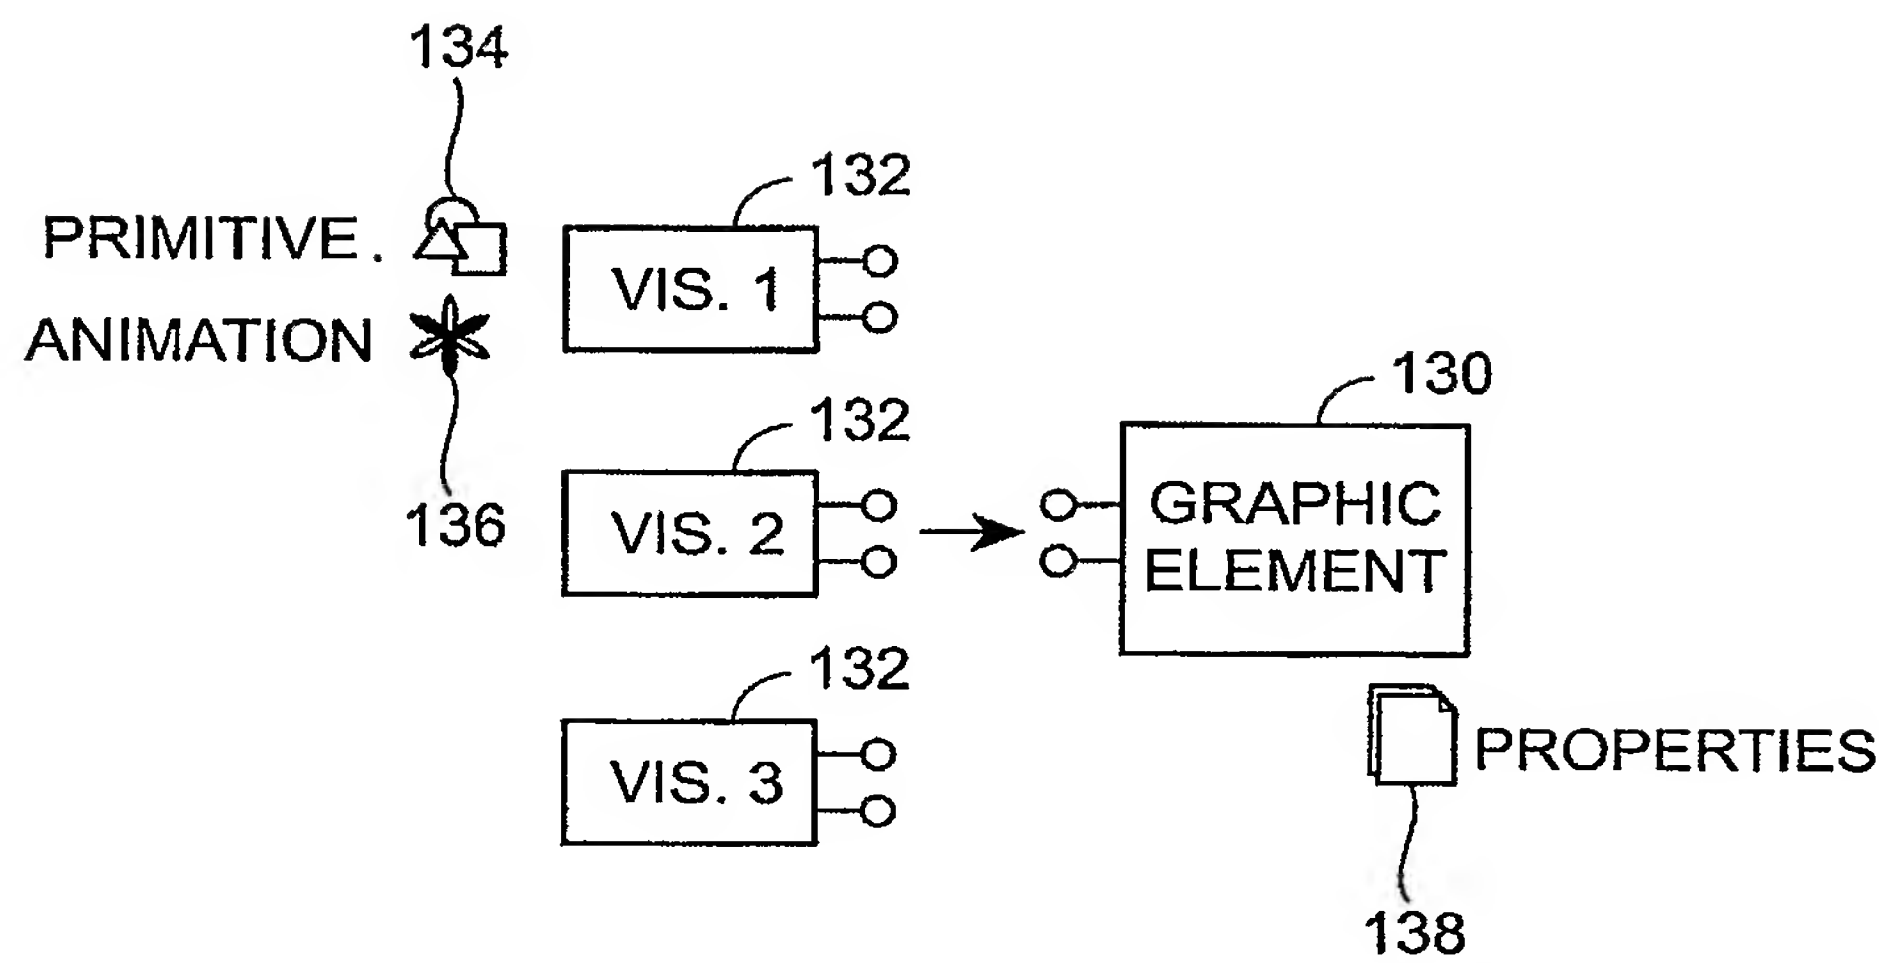 134
132
PRIMITIVE.
VIS. 1
ANIMATION
130
132
GRAPHIC
136
VIS. 2
ELEMENT
132
PROPERTIES
VIS. 3
138